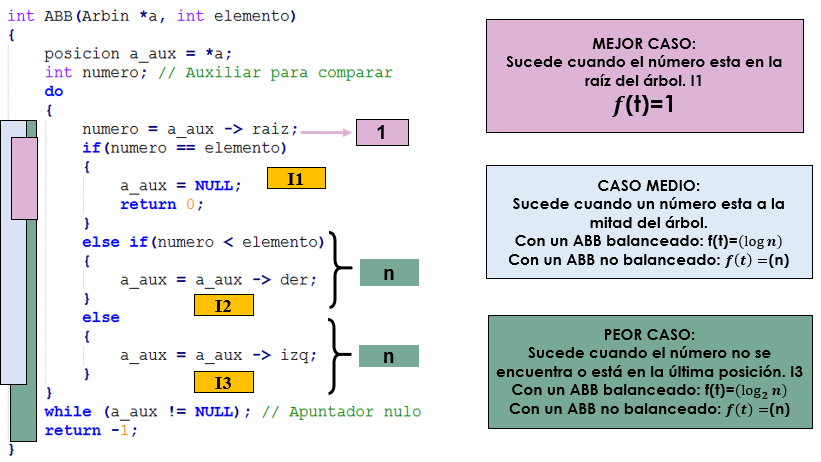 int ABB(Arbin *a, int elemento)
{
posicion a_aux = *a;
int numero; // Auxiliar para comparar
do
{
numero = a_aux -> raiz;
1
if(numero == elemento)
{
I1
a_aux = NULL;
return 0;
}
else if(numero < elemento)
{
n
a_aux = a_aux -> der;
}
I2
else
{
n
a_aux = a_aux -> izq;
}
I3
}
while (a_aux != NULL); // Apuntador nulo
return -1;
}
MEJOR CASO:
Sucede cuando el número esta en la
raíz del árbol. I1
f(t)=1
CASO MEDIO:
Sucede cuando un número esta a la
mitad del árbol.
Con un ABB balanceado: f(t)=(log n)
Con un ABB no balanceado: f(t) =(n)
PEOR CASO:
Sucede cuando el número no se
encuentra o está en la última posición. I3
Con un ABB balanceado: f(t)=(log₂ n)
Con un ABB no balanceado: f(t) =(n)